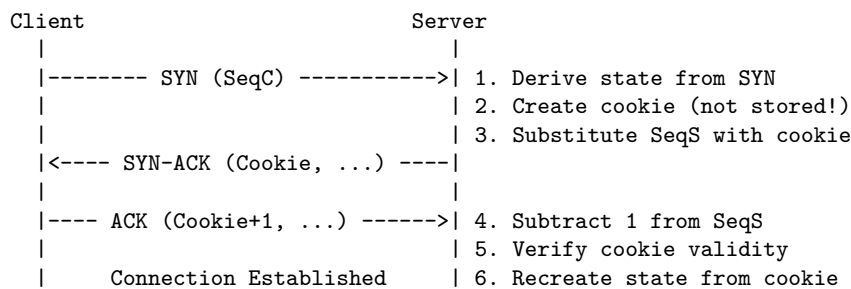 Client Server
| |
|-------- SYN (SeqC) ----------->| 1. Derive state from SYN
| | 2. Create cookie (not stored!)
| | 3. Substitute SeqS with cookie
|<---- SYN-ACK (Cookie, ...) ----|
| |
|---- ACK (Cookie+1, ...) ------>| 4. Subtract 1 from SeqS
| | 5. Verify cookie validity
| Connection Established | 6. Recreate state from cookie